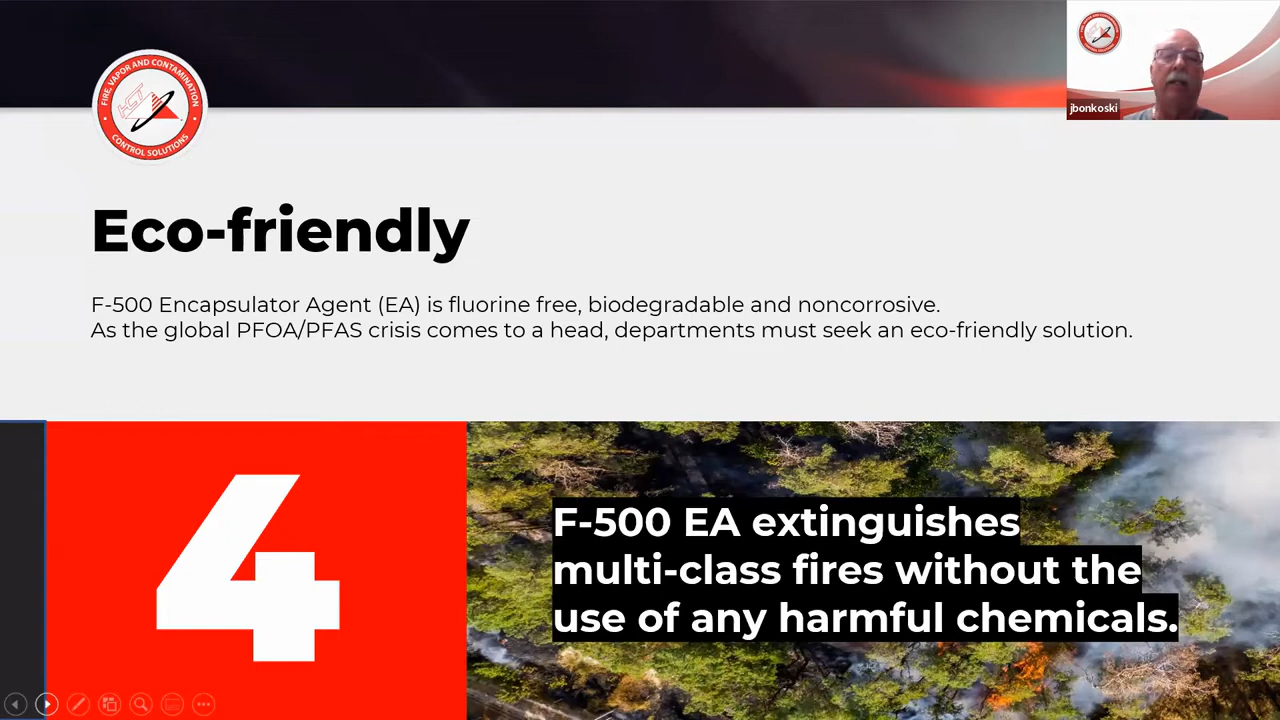 FIRE, VAPOR AND CONTAMINATION
HCT
CONTROL SOLUTIONS
jbonkoski
Eco-friendly
F-500 Encapsulator Agent (EA) is fluorine free, biodegradable and noncorrosive.
As the global PFOA/PFAS crisis comes to a head, departments must seek an eco-friendly solution.
4
F-500 EA extinguishes
multi-class fires without the
use of any harmful chemicals.